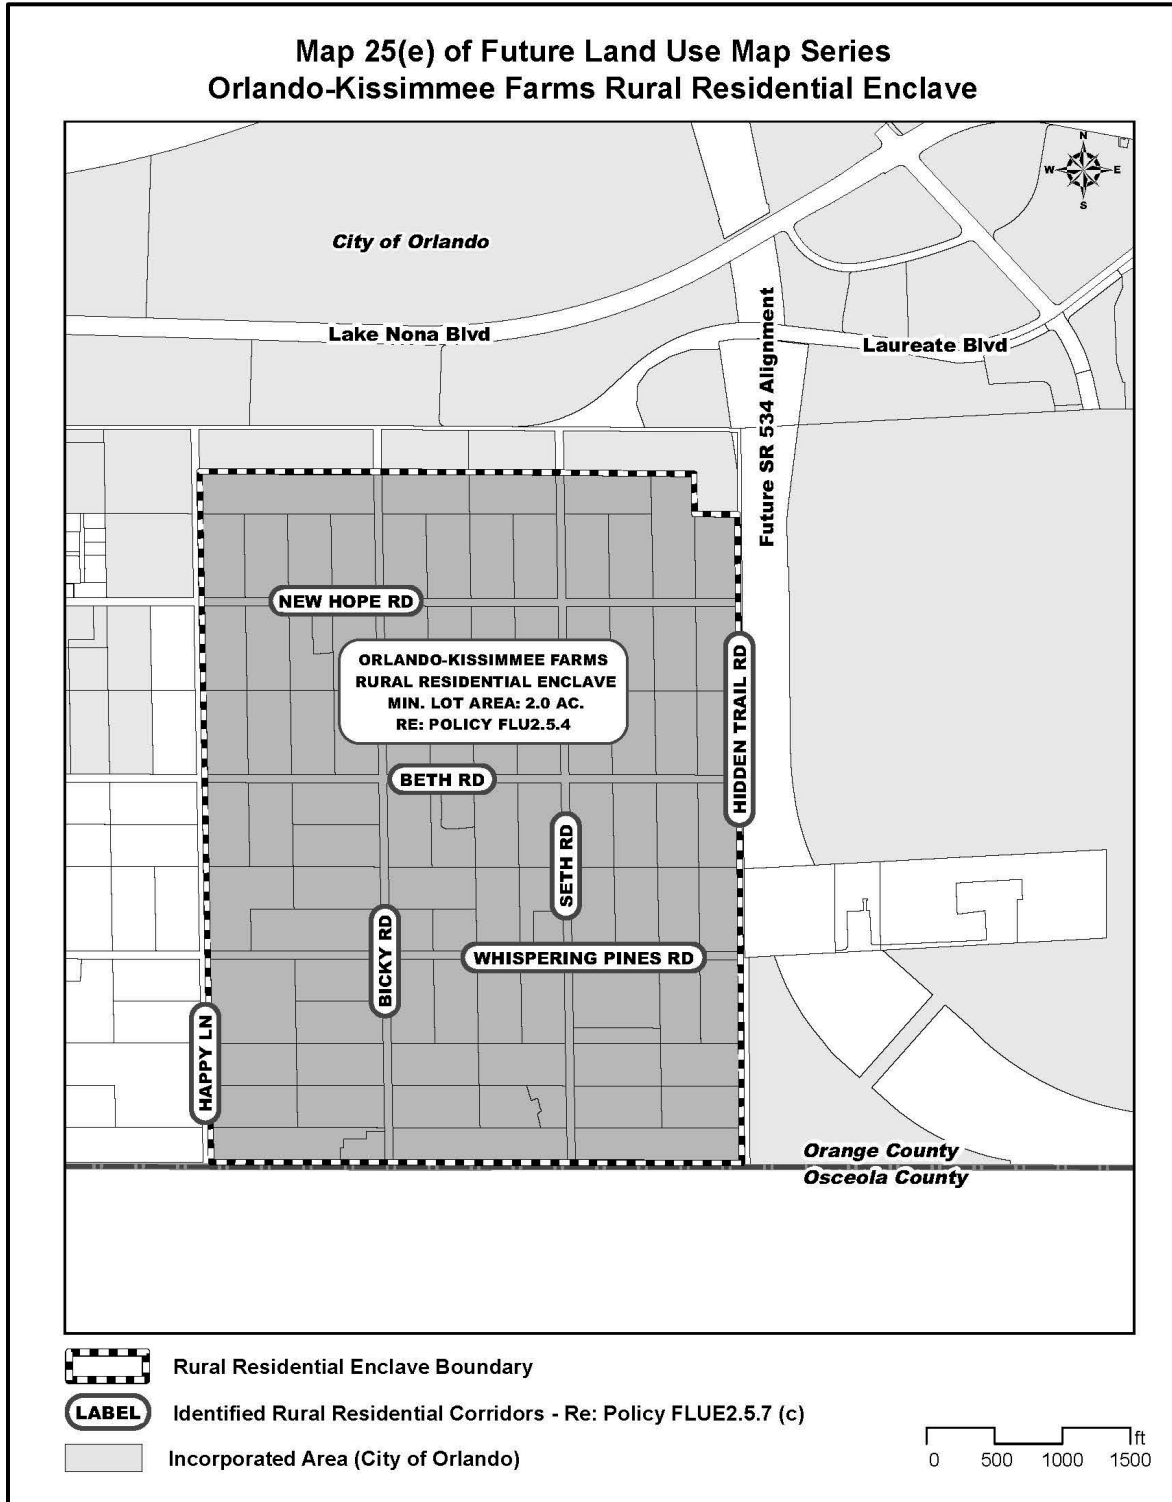 Map 25(e) of Future Land Use Map Series
Orlando-Kissimmee Farms Rural Residential Enclave
N
W E
S
City of Orlando
Lake Nona Blvd
Laureate Blvd
Future SR 534 Alignment
NEW HOPE RD
ORLANDO-KISSIMMEE FARMS
RURAL RESIDENTIAL ENCLAVE
MIN. LOT AREA: 2.0 AC.
RE: POLICY FLU2.5.4
HIDDEN TRAIL RD
BETH RD
SETH RD
BICKY RD
WHISPERING PINES RD
HAPPY LN
Orange County
Osceola County
Rural Residential Enclave Boundary
LABEL Identified Rural Residential Corridors - Re: Policy FLUE2.5.7 (c)
Incorporated Area (City of Orlando)
ft
0 500 1000 1500